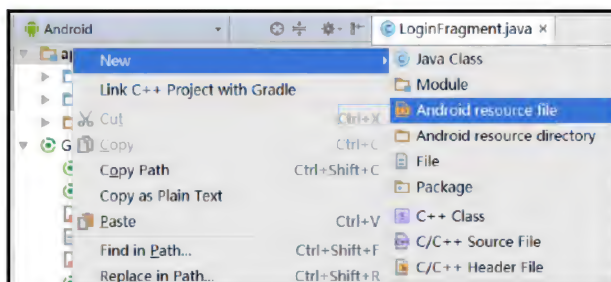 Android
LoginFragment.java ×
New
Java Class
Link C++ Project with Gradle
Module
Cut Ctrl+X
Android resource file
Copy Ctrl+C
Android resource directory
Copy Path Ctrl+Shift+C
File
Copy as Plain Text
Package
Paste Ctrl+V
C++ Class
Find in Path... Ctrl+Shift+F
C/C++ Source File
Replace in Path... Ctrl+Shift+R
C/C++ Header File